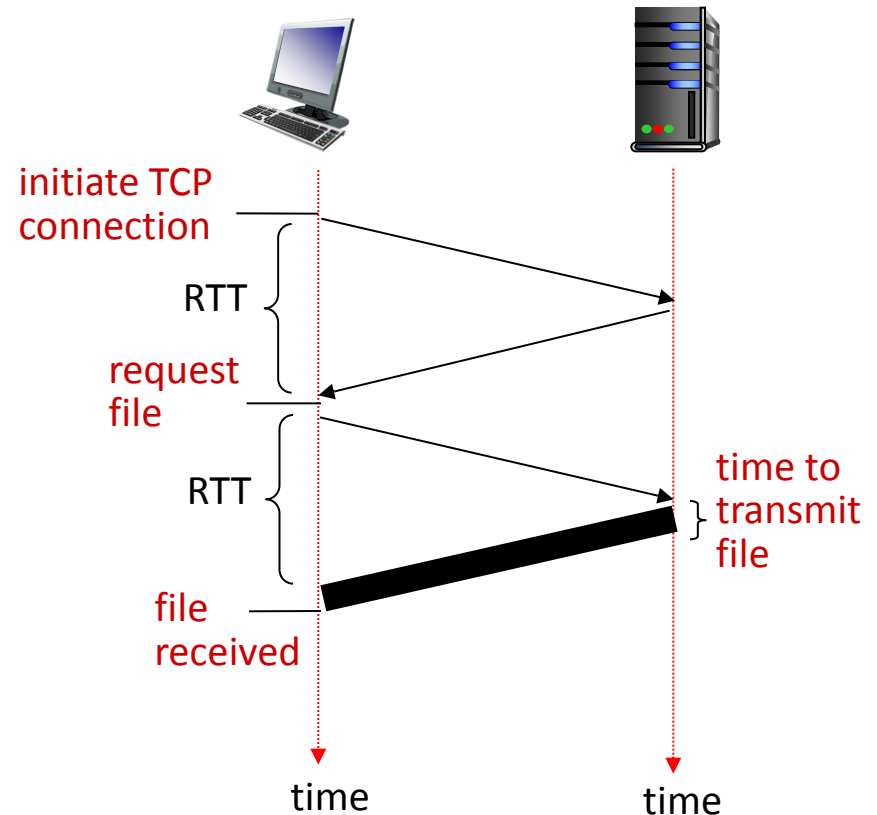 initiate TCP
connection
RTT
request
file
RTT
time to
transmit
file
file
received
time
time